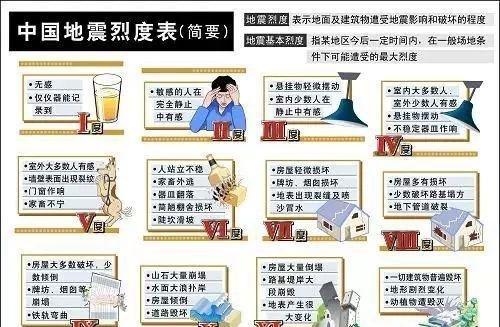 中国地震烈度表(简要)
地震烈度 表示地面及建筑物遭受地震影响和破坏的程度
地震基本烈度 指某地区今后一定时间内，在一般场地条
件下可能遭受的最大烈度
• 无感
• 仅仪器能记
录到
I度
• 敏感的人在
完全静止
中有感
II度
• 悬挂物轻微摆动
• 室内少数人在
静止中有感
III度
• 室内大多数人、
室外少数人有感
• 悬挂物摆动
• 不稳定器皿作响
IV度
• 室外大多数人有感
• 墙壁表面出现裂纹
• 门窗作响
• 家畜不宁
V度
• 人站立不稳
• 家畜外逃
• 器皿翻落
• 简陋棚舍损坏
• 陡坎滑坡
VI度
• 房屋轻微损坏
• 牌坊、烟囱损坏
• 地表出现裂缝及喷
沙冒水
VII度
• 房屋多有损坏
• 少数破坏路基塌方
• 地下管道破裂
VIII度
• 房屋大多数破坏，少
数倾倒
• 牌坊、烟囱等
崩塌
• 铁轨弯曲
• 山石大量崩塌
• 水面大浪扑岸
• 房屋倾倒
• 道路毁坏
• 房屋大量倒塌
• 路基堤岸大
段崩毁
• 地表产生很
大变化
• 一切建筑物普遍毁坏
• 地形剧烈变化
• 动植物遭毁灭